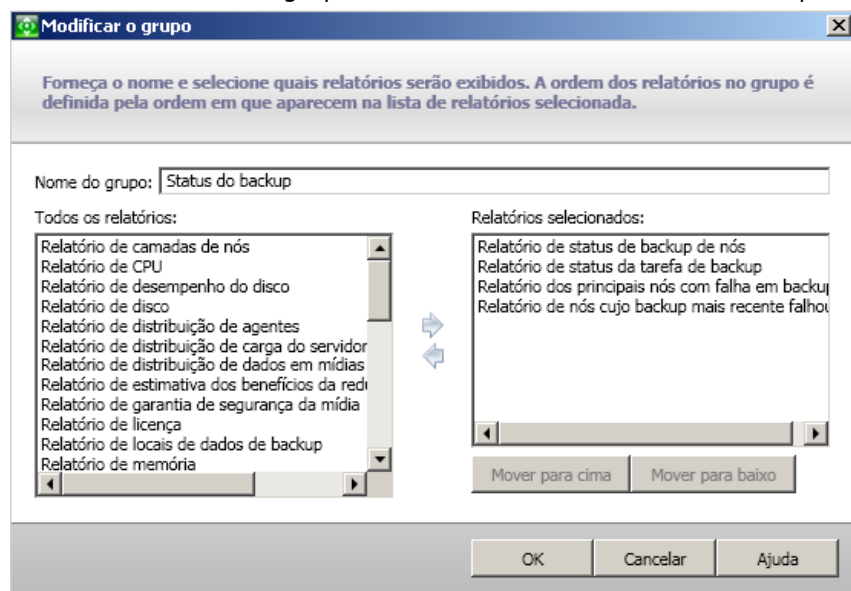 Modificar o grupo
Forneça o nome e selecione quais relatórios serão exibidos. A ordem dos relatórios no grupo é
definida pela ordem em que aparecem na lista de relatórios selecionada.
Nome do grupo: Status do backup
Todos os relatórios:
Relatório de camadas de nós
Relatório de CPU
Relatório de desempenho do disco
Relatório de disco
Relatório de distribuição de agentes
Relatório de distribuição de carga do servidor
Relatório de distribuição de dados em mídias
Relatório de estimativa dos benefícios da
Relatório de garantia de segurança da mídia
Relatório de licença
Relatório de locais de dados de backup
Relatório de memória
Relatórios selecionados:
Relatório de status de backup de nós
Relatório de status da tarefa de backup
Relatório dos principais nós com falha em backup
Relatório de nós cujo backup mais recente falhou
Mover para cima
Mover para baixo
OK
Cancelar
Ajuda